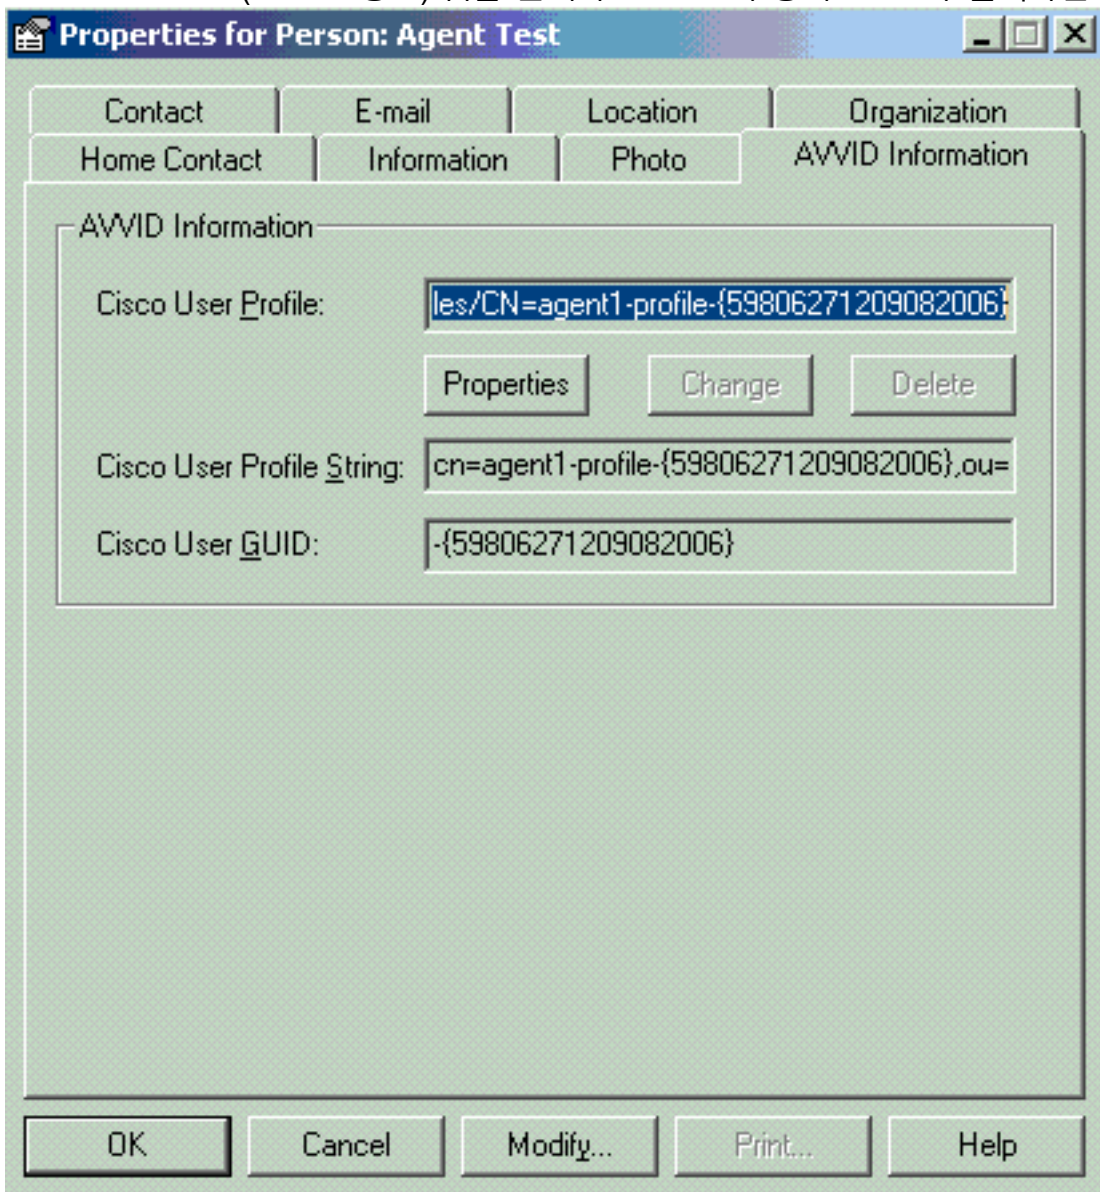 Properties for Person: Agent Test
Contact E-mail Location Organization
Home Contact Information Photo AVVID Information
AVVID Information
Cisco User Profile: les/CN=agent1-profile-{59806271209082006}
Properties Change Delete
Cisco User Profile String: cn=agent1-profile-{59806271209082006},ou=
Cisco User GUID: -{59806271209082006}
OK Cancel Modify... Print... Help